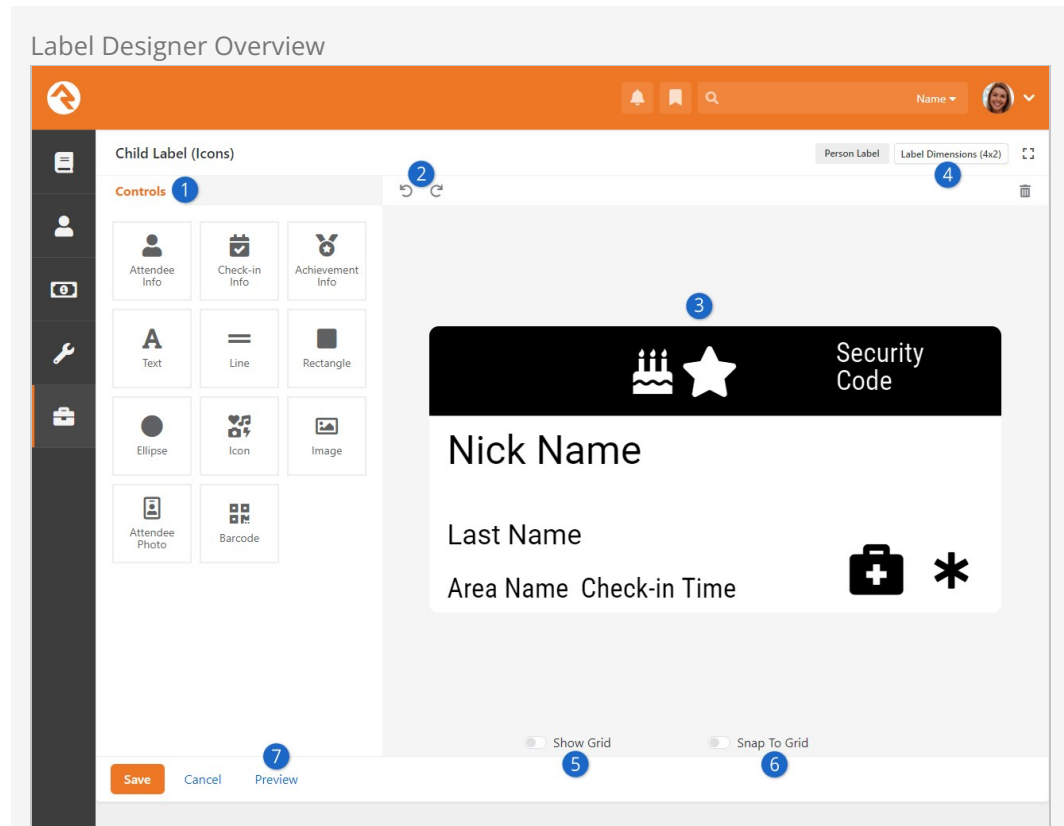 Label Designer Overview
Name
Child Label (Icons)
Person Label
Label Dimensions (4x2)
4
Controls
1
2
Attendee
Info
Check-in
Info
Achievement
Info
3
A
Text
Line
Rectangle
Security
Code
Ellipse
Icon
Image
Nick Name
Attendee
Photo
Barcode
Last Name
Area Name Check-in Time
Show Grid
5
Snap To Grid
6
7
Save
Cancel
Preview